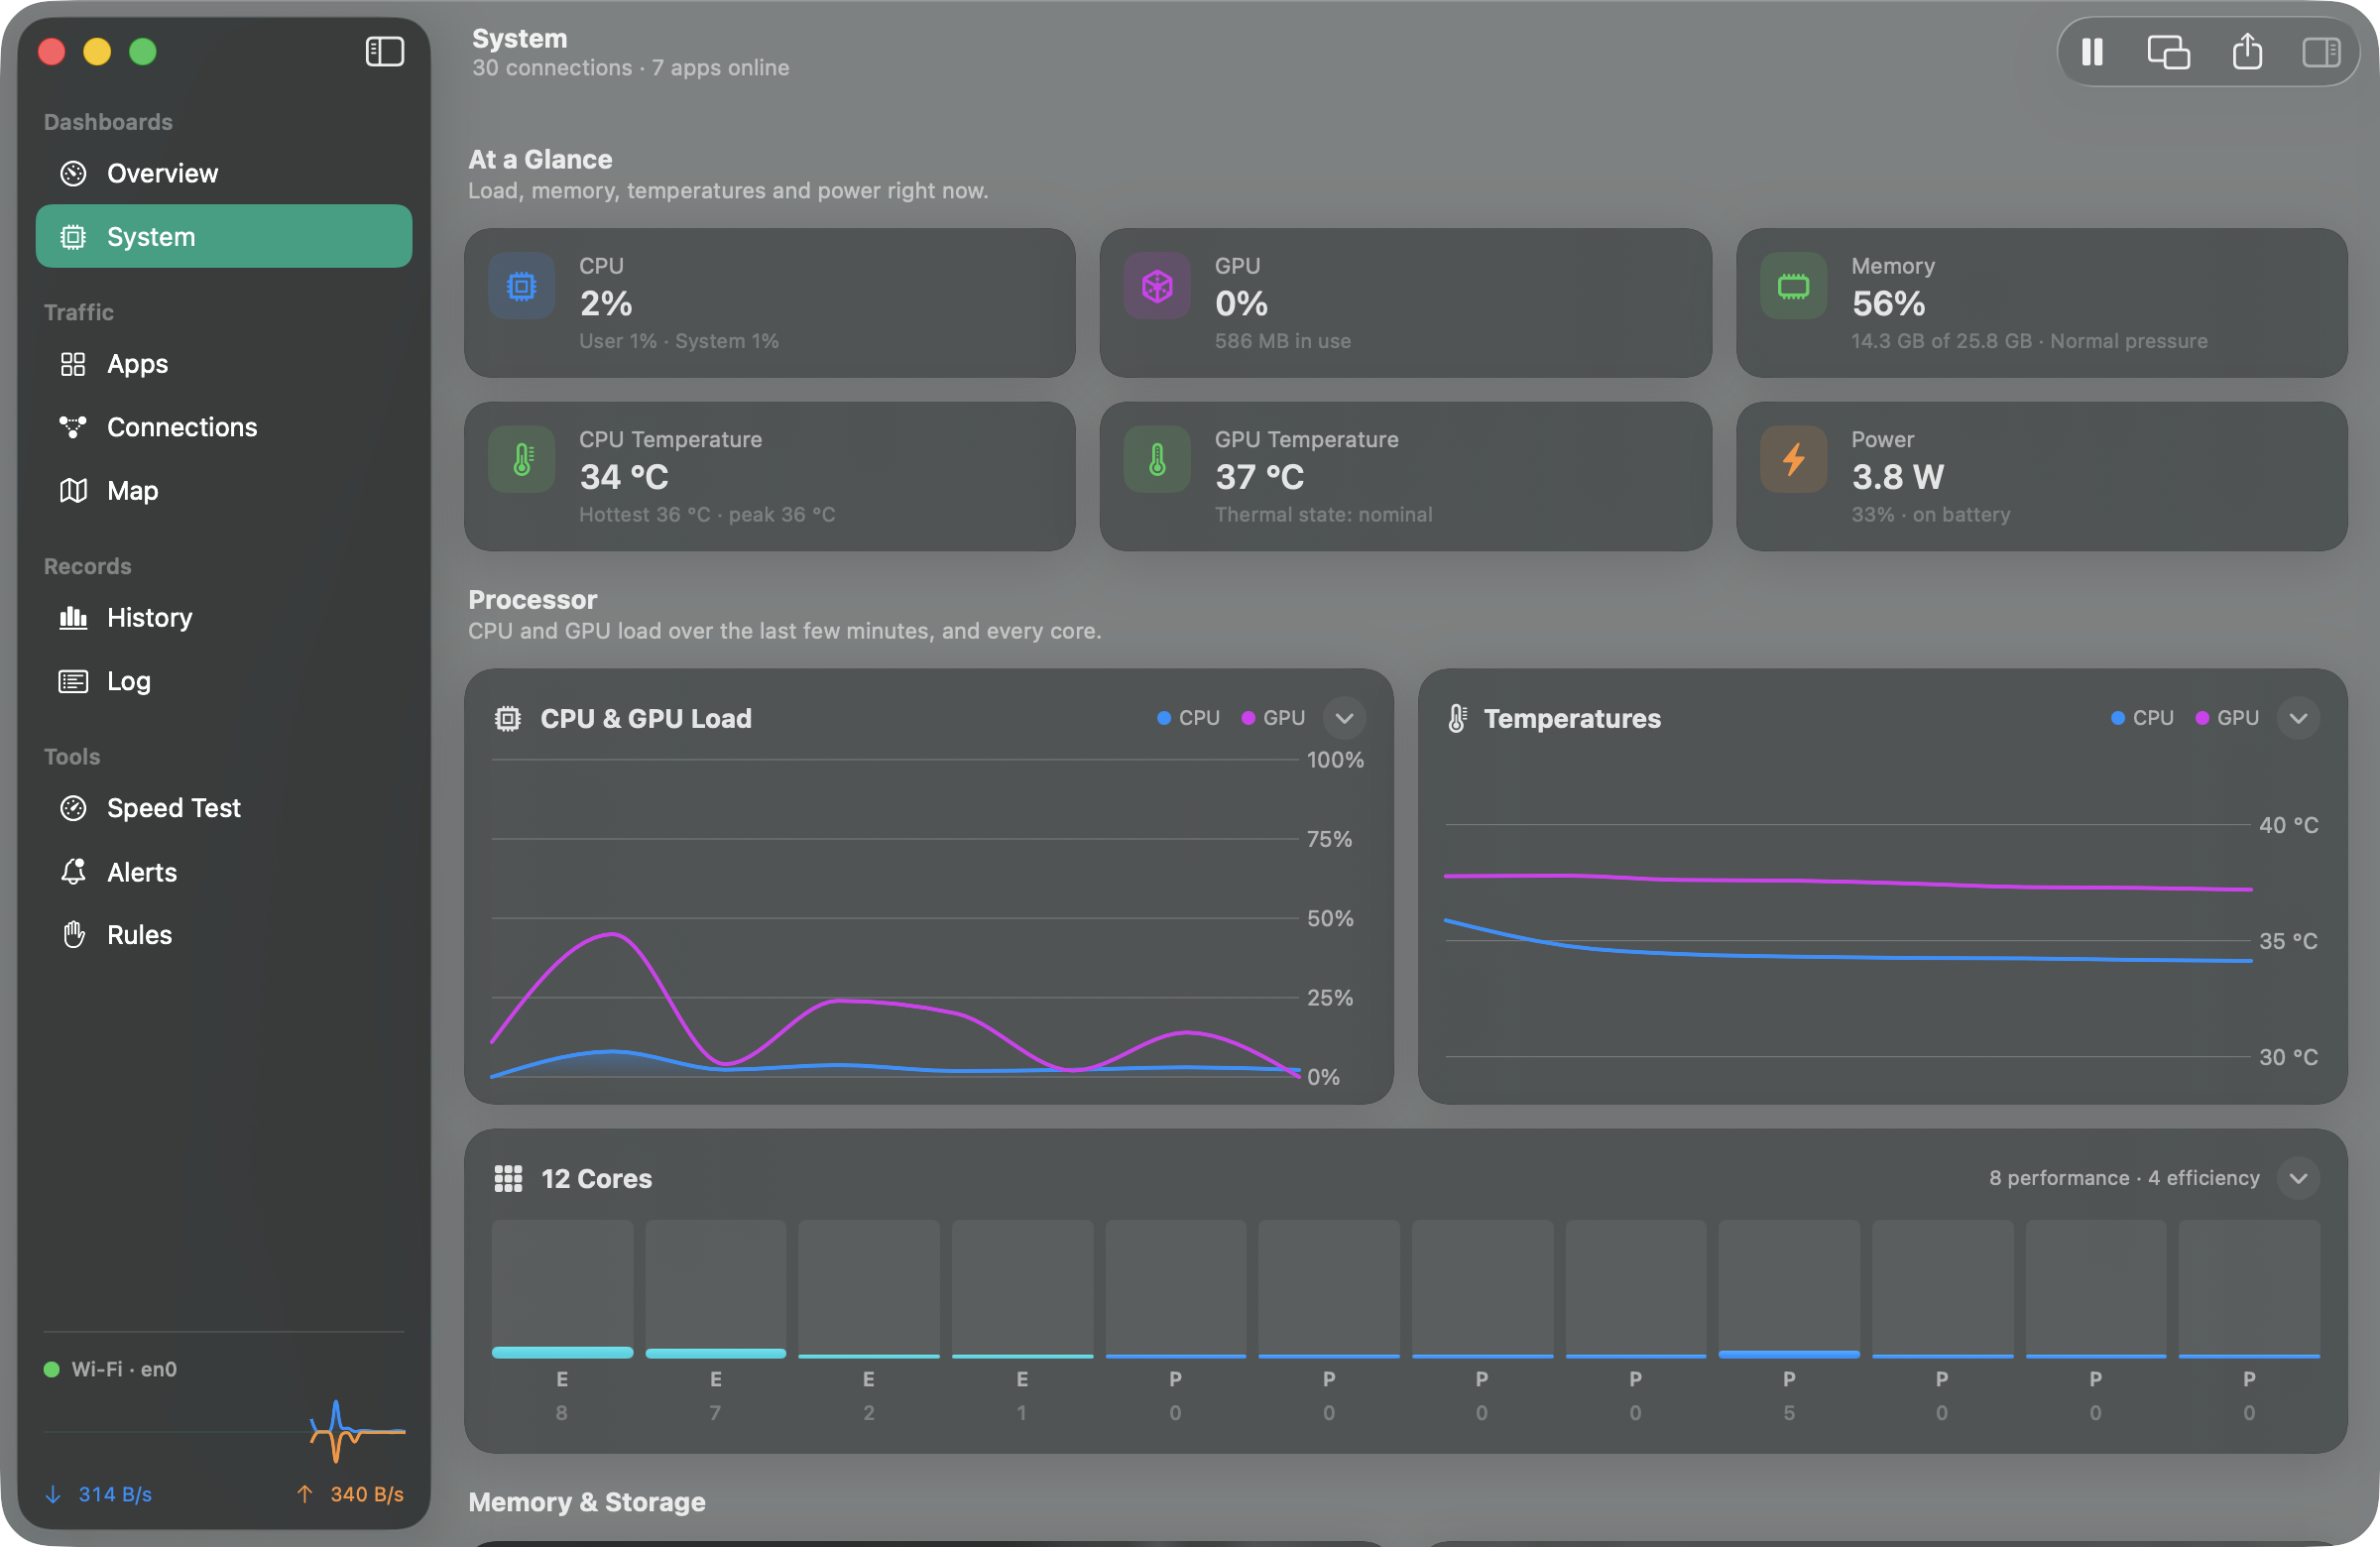 Dashboards
Overview
System
Traffic
Apps
Connections
Map
Records
History
Log
Tools
Speed Test
Alerts
Rules
Wi-Fi · en0
↓ 314 B/s
↑ 340 B/s
System
30 connections · 7 apps online
At a Glance
Load, memory, temperatures and power right now.
CPU
2%
User 1% · System 1%
GPU
0%
586 MB in use
Memory
56%
14.3 GB of 25.8 GB · Normal pressure
CPU Temperature
34 °C
Hottest 36 °C · peak 36 °C
GPU Temperature
37 °C
Thermal state: nominal
Power
3.8 W
33% · on battery
Processor
CPU and GPU load over the last few minutes, and every core.
CPU & GPU Load
CPU GPU
100%
75%
50%
25%
0%
Temperatures
CPU GPU
40 °C
35 °C
30 °C
12 Cores
8 performance · 4 efficiency
E E E E P P P P P P P P
8 7 2 1 0 0 0 0 5 0 0 0
Memory & Storage